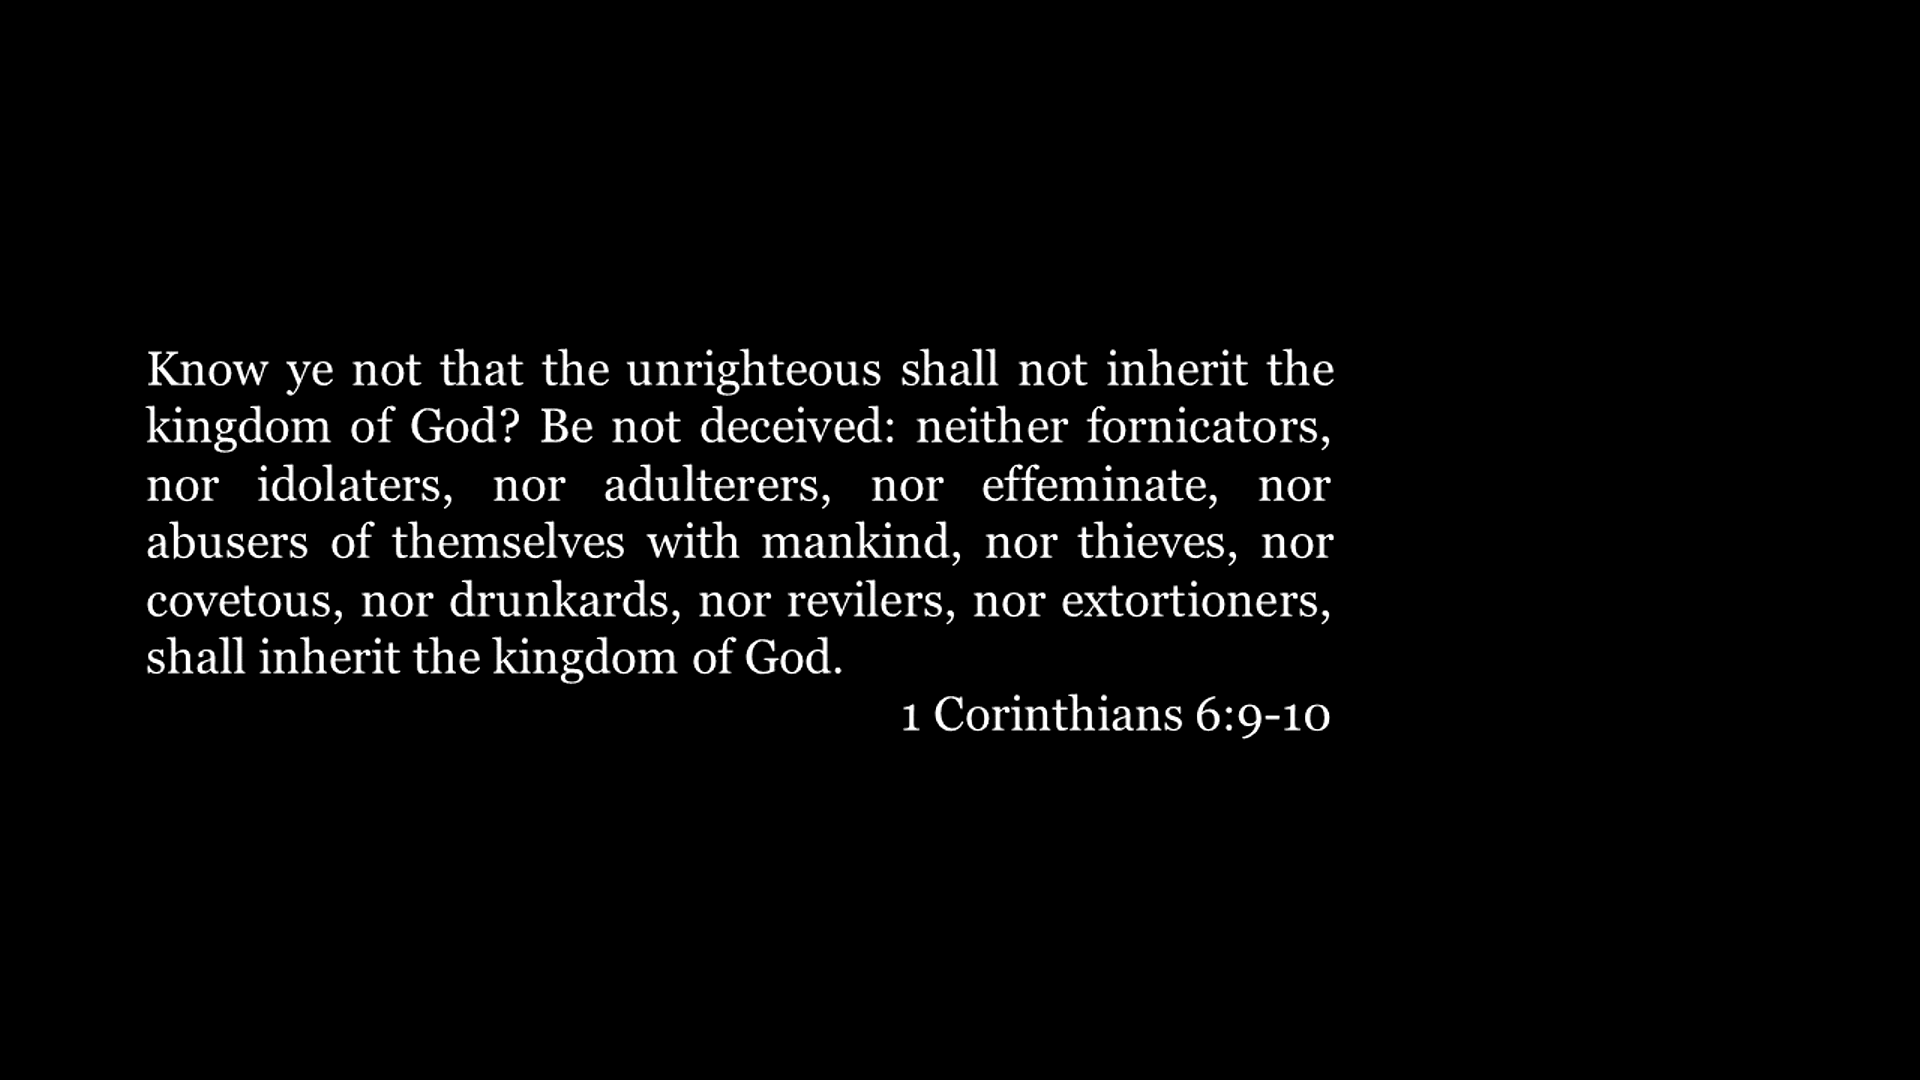 Know ye not that the unrighteous shall not inherit the
kingdom of God? Be not deceived: neither fornicators,
nor idolaters, nor adulterers, nor effeminate, nor
abusers of themselves with mankind, nor thieves, nor
covetous, nor drunkards, nor revilers, nor extortioners,
shall inherit the kingdom of God.
1 Corinthians 6:9-10